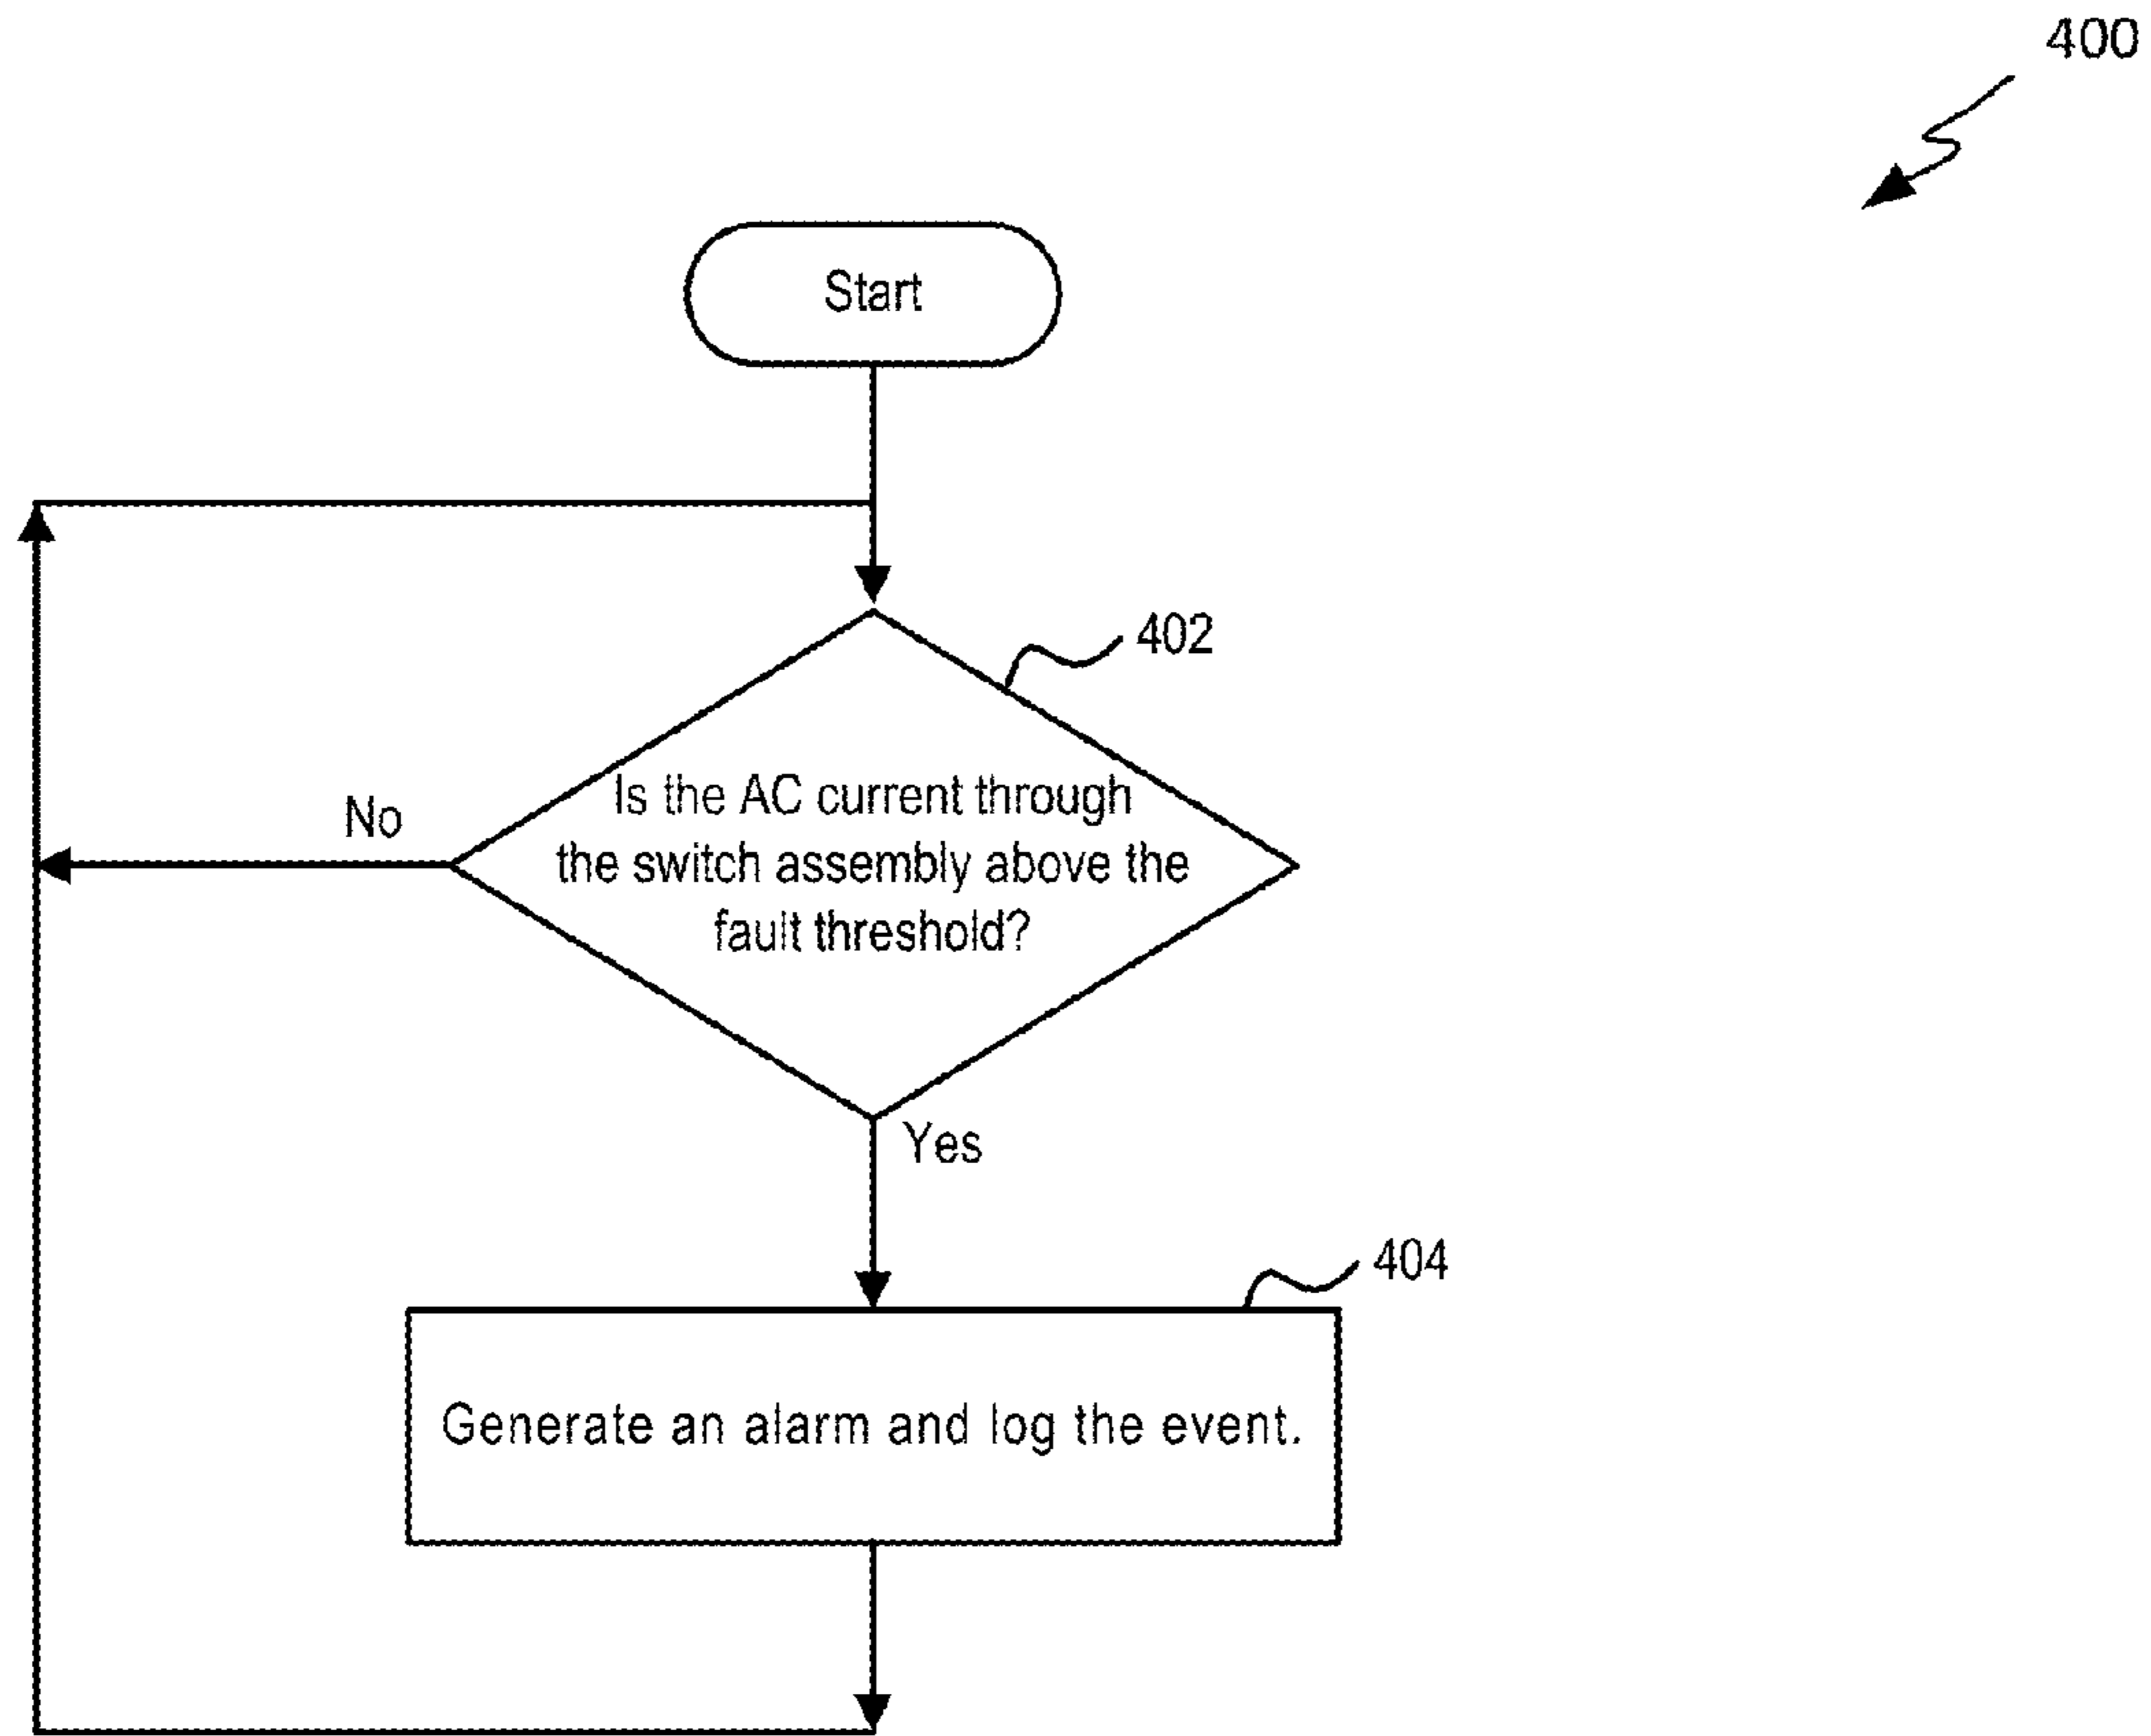 400
Start
402
Is the AC current through
the switch assembly above the
fault threshold?
No
Yes
404
Generate an alarm and log the event.